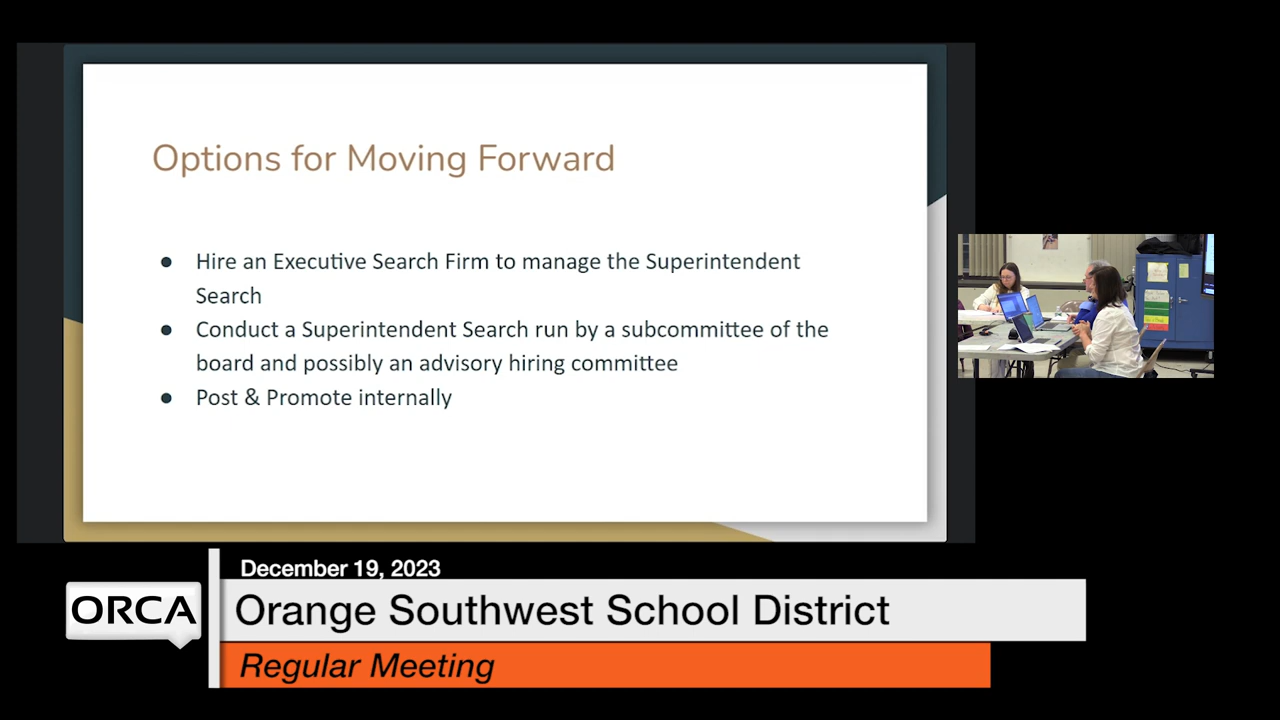 Options for Moving Forward
● Hire an Executive Search Firm to manage the Superintendent
Search
● Conduct a Superintendent Search run by a subcommittee of the
board and possibly an advisory hiring committee
● Post & Promote internally
December 19, 2023
ORCA
Orange Southwest School District
Regular Meeting